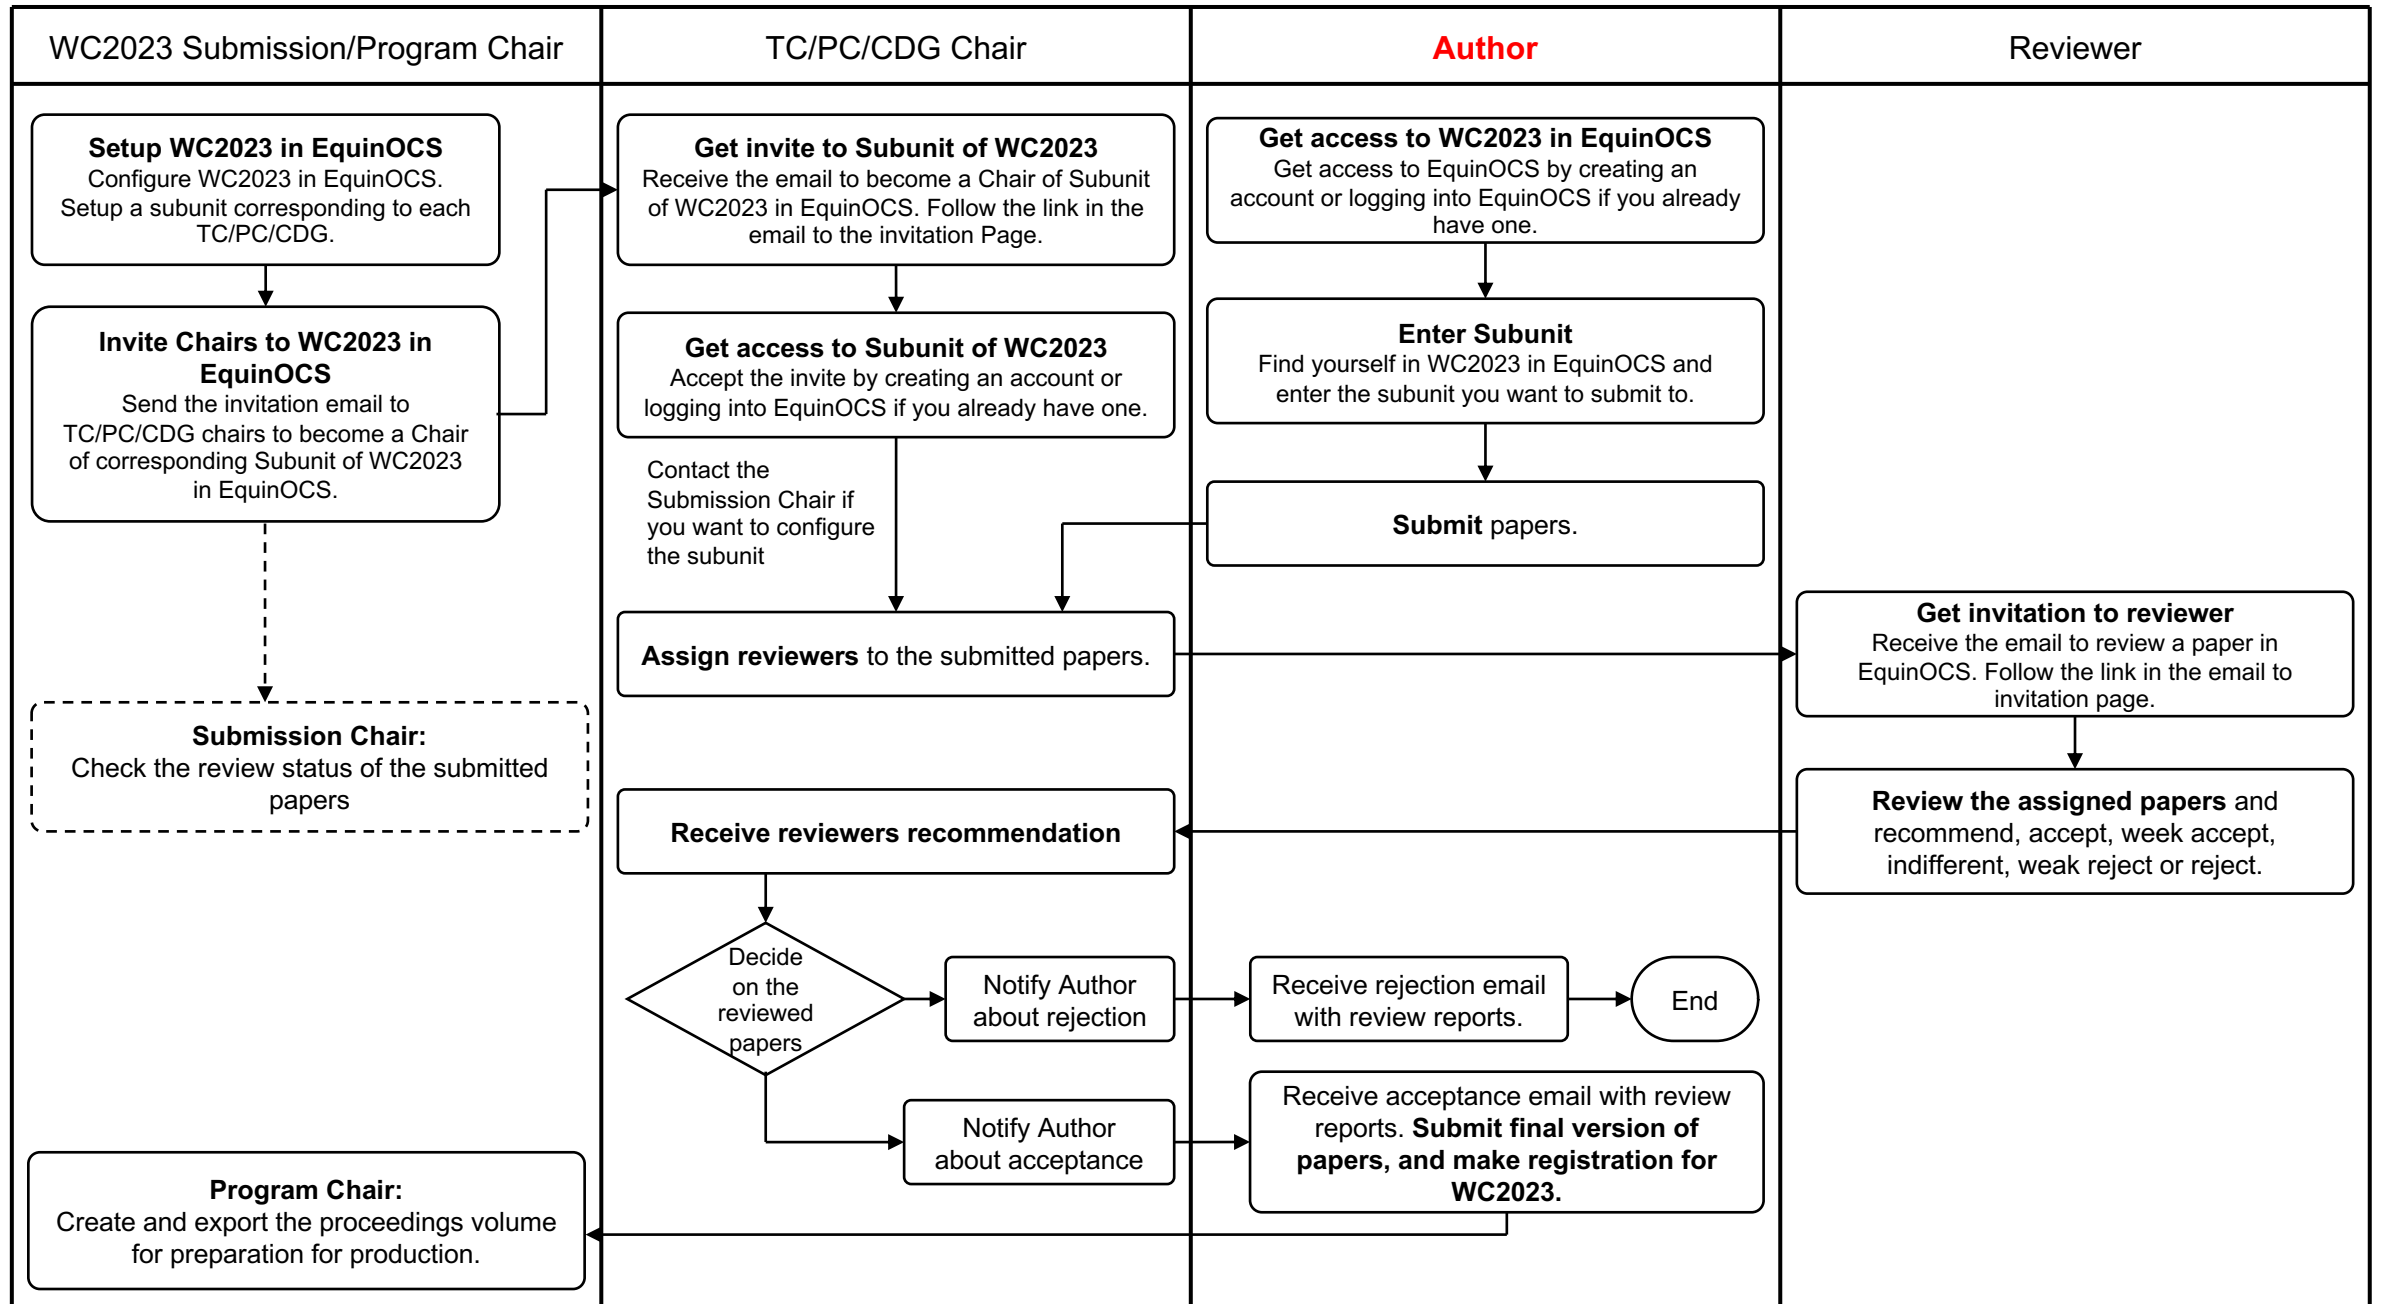 WC2023 Submission/Program Chair
TC/PC/CDG Chair
Author
Reviewer
Setup WC2023 in EquinOCS
Configure WC2023 in EquinOCS.
Setup a subunit corresponding to each
TC/PC/CDG.
Invite Chairs to WC2023 in
EquinOCS
Send the invitation email to
TC/PC/CDG chairs to become a Chair
of corresponding Subunit of WC2023
in EquinOCS.
Submission Chair:
Check the review status of the submitted
papers
Program Chair:
Create and export the proceedings volume
for preparation for production.
Get invite to Subunit of WC2023
Receive the email to become a Chair of Subunit
of WC2023 in EquinOCS. Follow the link in the
email to the invitation Page.
Get access to Subunit of WC2023
Accept the invite by creating an account or
logging into EquinOCS if you already have one.
Contact the
Submission Chair if
you want to configure
the subunit
Assign reviewers to the submitted papers.
Receive reviewers recommendation
Decide
on the
reviewed
papers
Notify Author
about rejection
Notify Author
about acceptance
Get access to WC2023 in EquinOCS
Get access to EquinOCS by creating an
account or logging into EquinOCS if you already
have one.
Enter Subunit
Find yourself in WC2023 in EquinOCS and
enter the subunit you want to submit to.
Submit papers.
Receive rejection email
with review reports.
End
Receive acceptance email with review
reports. Submit final version of
papers, and make registration for
WC2023.
Get invitation to reviewer
Receive the email to review a paper in
EquinOCS. Follow the link in the email to
invitation page.
Review the assigned papers and
recommend, accept, week accept,
indifferent, weak reject or reject.